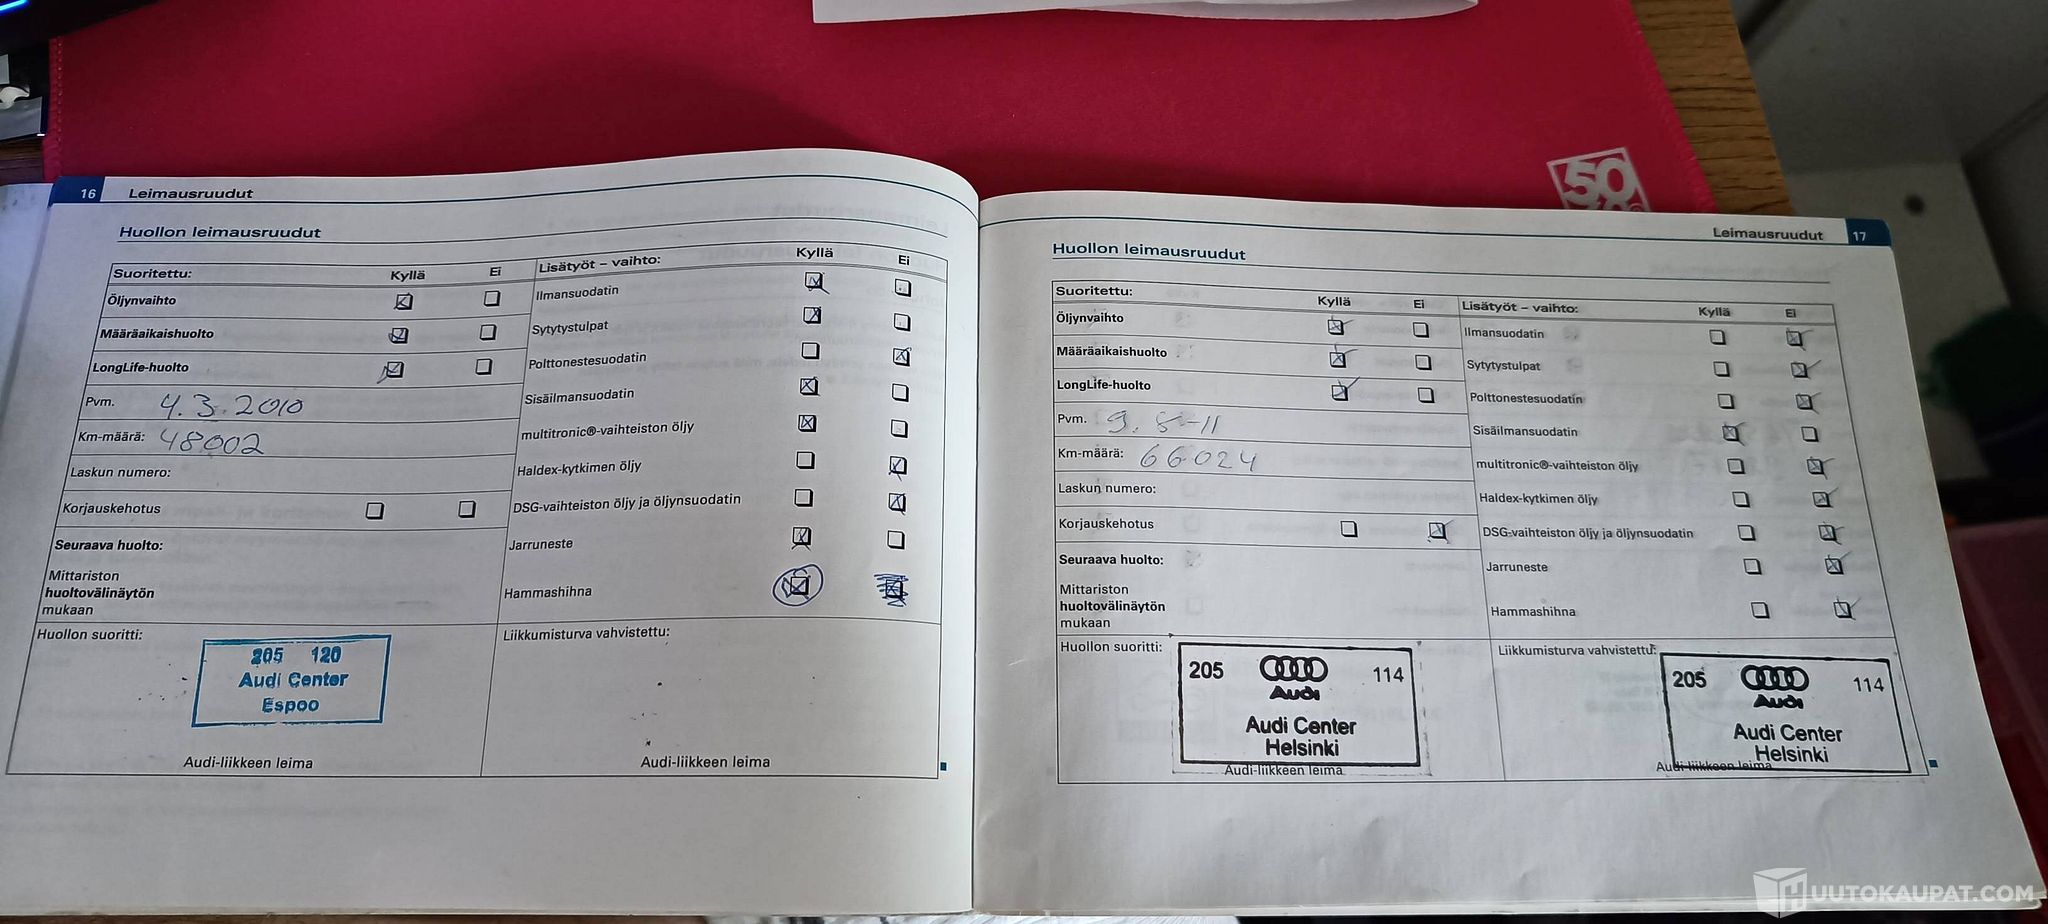 16 Leimausruudut
Huollon leimausruudut
Suoritettu: Kyllä Ei
Öljynvaihto
Määräaikaishuolto
LongLife-huolto
Pvm. 4.3.2010
Km-määrä: 48002
Laskun numero:
Korjauskehotus
Seuraava huolto:
Mittariston
huoltovälinäytön
mukaan
Lisätyöt – vaihto: Kyllä Ei
Ilmansuodatin
Sytytystulpat
Polttonestesuodatin
Sisäilmansuodatin
multitronic®-vaihteiston öljy
Haldex-kytkimen öljy
DSG-vaihteiston öljy ja öljynsuodatin
Jarruneste
Hammashihna
Huollon suoritti:
205 120
Audi Center
Espoo
Audi-liikkeen leima
Liikkumisturva vahvistettu:
Audi-liikkeen leima
Leimausruudut 17
Huollon leimausruudut
Suoritettu: Kyllä Ei
Öljynvaihto
Määräaikaishuolto
LongLife-huolto
Pvm. 9.5-11
Km-määrä: 66024
Laskun numero:
Korjauskehotus
Seuraava huolto:
Mittariston
huoltovälinäytön
mukaan
Lisätyöt – vaihto: Kyllä Ei
Ilmansuodatin
Sytytystulpat
Polttonestesuodatin
Sisäilmansuodatin
multitronic®-vaihteiston öljy
Haldex-kytkimen öljy
DSG-vaihteiston öljy ja öljynsuodatin
Jarruneste
Hammashihna
Huollon suoritti:
205 Audi 114
Audi Center
Helsinki
Audi-liikkeen leima
Liikkumisturva vahvistettu:
205 Audi 114
Audi Center
Helsinki
Audi-liikkeen leima
50
HUUTOKAUPAT.COM